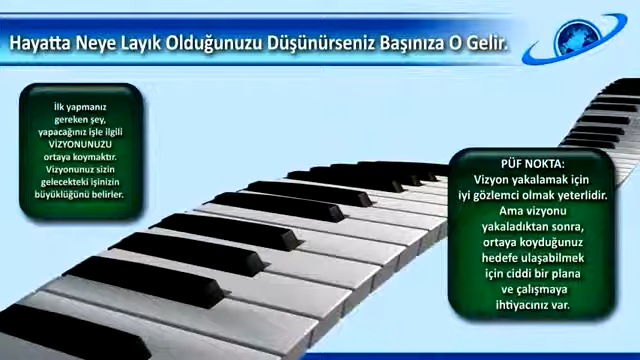 Hayatta Neye Layık Olduğunuzu Düşünürseniz Başınıza O Gelir.
İlk yapmanız
gereken şey,
yapacağınız işle ilgili
VİZYONUNUZU
ortaya koymaktır.
Vizyonunuz sizin
gelecekteki işinizin
büyüklüğünü belirler.
PÜF NOKTA:
Vizyon yakalamak için
iyi gözlemci olmak yeterlidir.
Ama vizyonu
yakaladıktan sonra,
ortaya koyduğunuz
hedefe ulaşabilmek
için ciddi bir plana
ve çalışmaya
ihtiyacınız var.